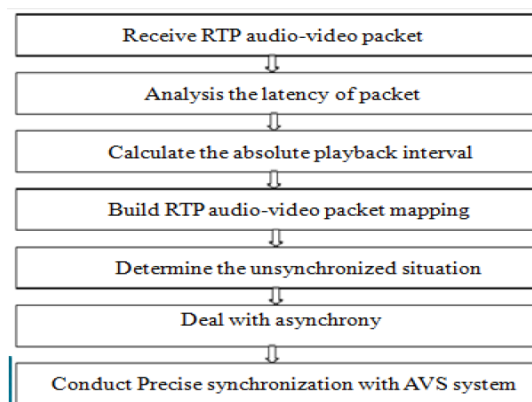 Receive RTP audio-video packet
Analysis the latency of packet
Calculate the absolute playback interval
Build RTP audio-video packet mapping
Determine the unsynchronized situation
Deal with asynchrony
Conduct Precise synchronization with AVS system